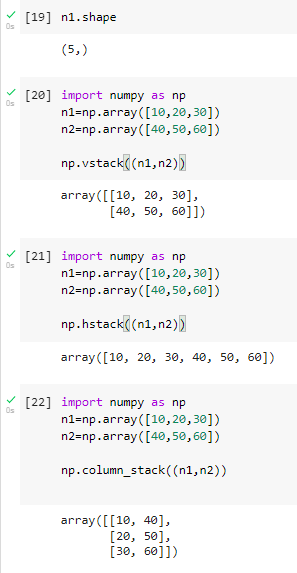 [19] n1.shape
0s
(5,)
[20] import numpy as np
0s
n1=np.array([10,20,30])
n2=np.array([40,50,60])
np.vstack((n1,n2))
array([[10, 20, 30],
[40, 50, 60]])
[21] import numpy as np
0s
n1=np.array([10,20,30])
n2=np.array([40,50,60])
np.hstack((n1,n2))
array([10, 20, 30, 40, 50, 60])
[22] import numpy as np
0s
n1=np.array([10,20,30])
n2=np.array([40,50,60])
np.column_stack((n1,n2))
array([[10, 40],
[20, 50],
[30, 60]])